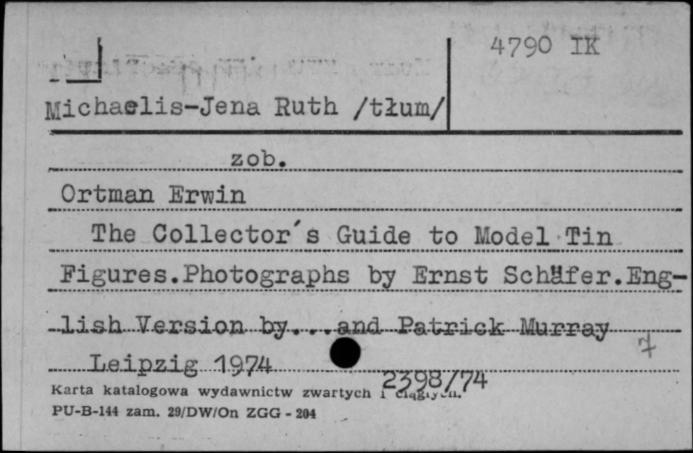 4790 IK
Michaelis-Jena Ruth /tłum/
zob.
Ortman Erwin
The Collector's Guide to Model Tin
Figures.Photographs by Ernst Schäfer.Eng-
lish Version by...and Patrick Murray
7
Leipzig 1974
2398/74
Karta katalogowa wydawnictw zwartych i ciągłych.
PU-B-144 zam. 29/DW/On ZGG - 204